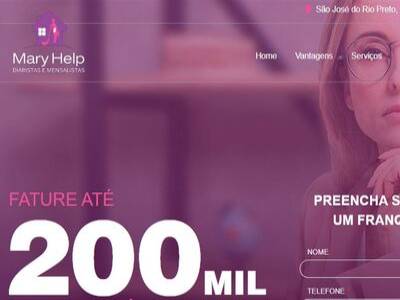 São José do Rio Preto,
Mary Help
DIARISTAS E MENSALISTAS
Home
Vantagens
Serviços
FATURE ATÉ
200 MIL
PREENCHA S
UM FRANQ
NOME
TELEFONE